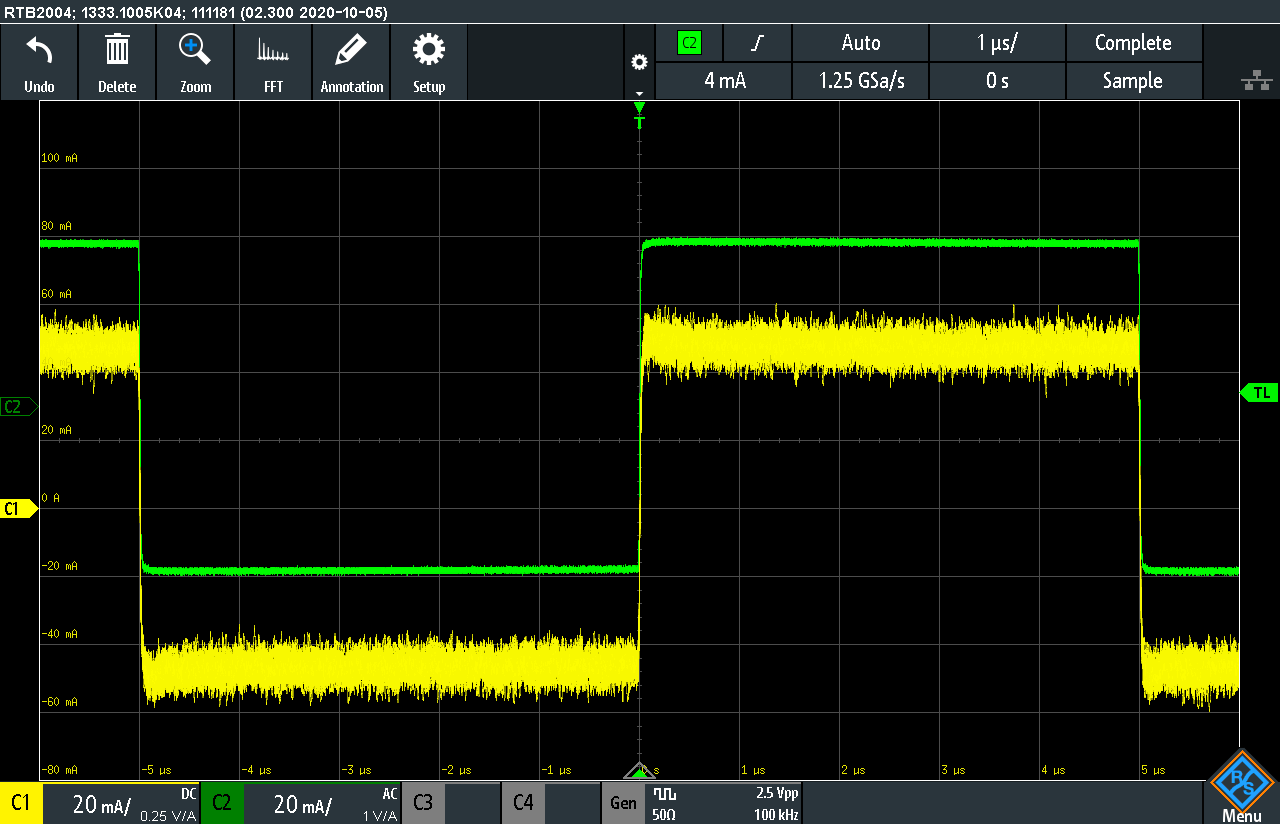 RTB2004; 1333.1005K04; 111181 (02.300 2020-10-05)
Undo
Delete
Zoom
FFT
Annotation
Setup
C2
Auto
1 µs/
Complete
4 mA
1.25 GSa/s
0 s
Sample
T
100 mA
80 mA
60 mA
C2
TL
20 mA
0 A
C1
-20 mA
-40 mA
-60 mA
-80 mA
-5 µs
-4 µs
-3 µs
-2 µs
-1 µs
s
1 µs
2 µs
3 µs
4 µs
5 µs
C1
20 mA/
DC
0.25 V/A
C2
20 mA/
AC
1 V/A
C3
C4
Gen
50Ω
2.5 Vpp
100 kHz
R S
Menu